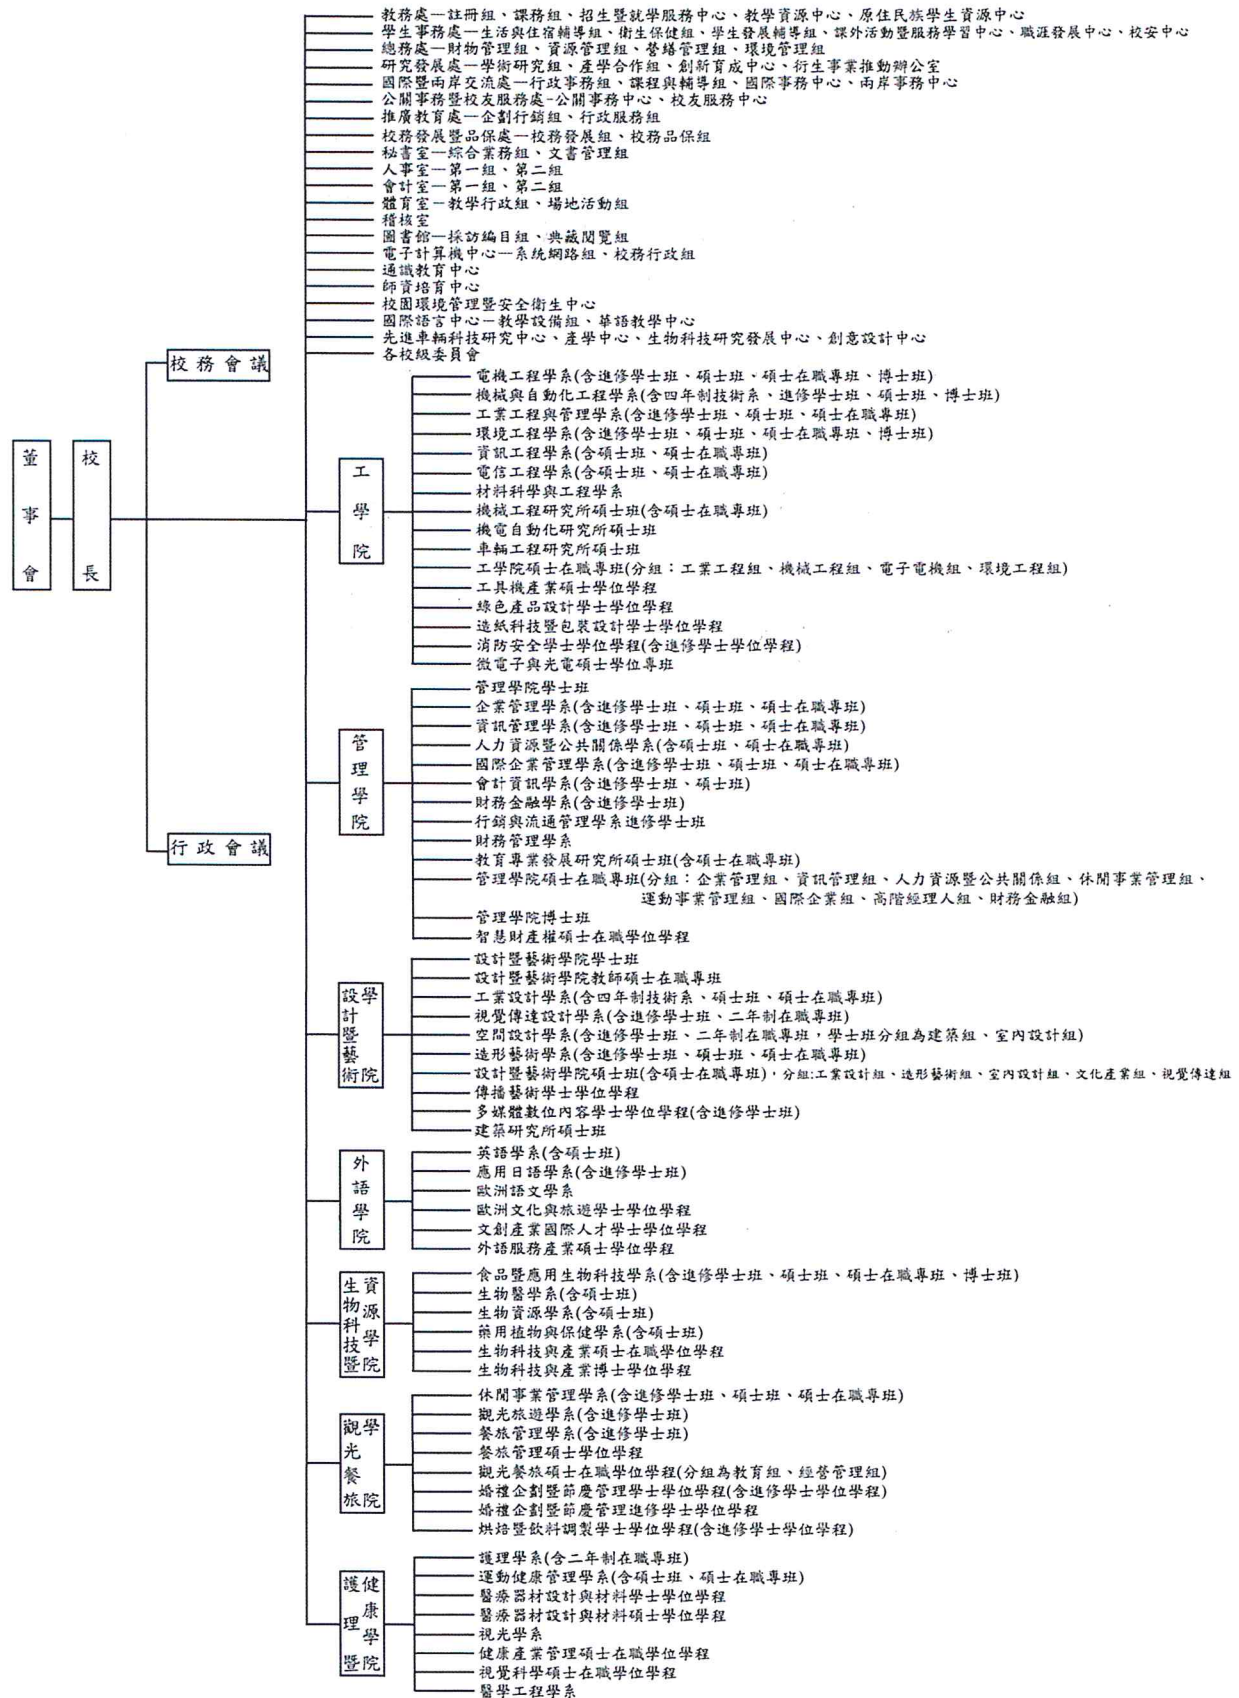 教務處—註冊組、課務組、招生暨就學服務中心、教學資源中心、原住民族學生資源中心
學生事務處—生活與住宿輔導組、衛生保健組、學生發展輔導組、課外活動暨服務學習中心、職涯發展中心、校安中心
總務處—財物管理組、資源管理組、營繕管理組、環境管理組
研究發展處—學術研究組、產學合作組、創新育成中心、衍生事業推動辦公室
國際暨兩岸交流處—行政事務組、課程與輔導組、國際事務中心、兩岸事務中心
公關事務暨校友服務處-公關事務中心、校友服務中心
推廣教育處—企劃行銷組、行政服務組
校務發展暨品保處—校務發展組、校務品保組
秘書室—綜合業務組、文書管理組
人事室—第一組、第二組
會計室—第一組、第二組
體育室—教學行政組、場地活動組
稽核室
圖書館—採訪編目組、典藏閱覽組
電子計算機中心—系統網路組、校務行政組
通識教育中心
師資培育中心
校園環境管理暨安全衛生中心
國際語言中心—教學設備組、華語教學中心
先進車輛科技研究中心、產學中心、生物科技研究發展中心、創意設計中心
各校級委員會
校務會議
董事會
校長
行政會議
工學院
電機工程學系(含進修學士班、碩士班、碩士在職專班、博士班)
機械與自動化工程學系(含四年制技術系、進修學士班、碩士班、博士班)
工業工程與管理學系(含進修學士班、碩士班、碩士在職專班)
環境工程學系(含進修學士班、碩士班、碩士在職專班、博士班)
資訊工程學系(含碩士班、碩士在職專班)
電信工程學系(含碩士班、碩士在職專班)
材料科學與工程學系
機械工程研究所碩士班(含碩士在職專班)
機電自動化研究所碩士班
車輛工程研究所碩士班
工學院碩士在職專班(分組：工業工程組、機械工程組、電子電機組、環境工程組)
工具機產業碩士學位學程
綠色產品設計學士學位學程
造紙科技暨包裝設計學士學位學程
消防安全學士學位學程(含進修學士學位學程)
微電子與光電碩士學位專班
管理學院
管理學院學士班
企業管理學系(含進修學士班、碩士班、碩士在職專班)
資訊管理學系(含進修學士班、碩士班、碩士在職專班)
人力資源暨公共關係學系(含碩士班、碩士在職專班)
國際企業管理學系(含進修學士班、碩士班、碩士在職專班)
會計資訊學系(含進修學士班、碩士班)
財務金融學系(含進修學士班)
行銷與流通管理學系進修學士班
財務管理學系
教育專業發展研究所碩士班(含碩士在職專班)
管理學院碩士在職專班(分組：企業管理組、資訊管理組、人力資源暨公共關係組、休閒事業管理組、
運動事業管理組、國際企業組、高階經理人組、財務金融組)
管理學院博士班
智慧財產權碩士在職學位學程
設計暨藝術學院
設計暨藝術學院學士班
設計暨藝術學院教師碩士在職專班
工業設計學系(含四年制技術系、碩士班、碩士在職專班)
視覺傳達設計學系(含進修學士班、二年制在職專班)
空間設計學系(含進修學士班、二年制在職專班，學士班分組為建築組、室內設計組)
造形藝術學系(含進修學士班、碩士班、碩士在職專班)
設計暨藝術學院碩士班(含碩士在職專班)，分組:工業設計組、造形藝術組、室內設計組、文化產業組、視覺傳達組
傳播藝術學士學位學程
多媒體數位內容學士學位學程(含進修學士班)
建築研究所碩士班
外語學院
英語學系(含碩士班)
應用日語學系(含進修學士班)
歐洲語文學系
歐洲文化與旅遊學士學位學程
文創產業國際人才學士學位學程
外語服務產業碩士學位學程
生物科技暨資源學院
食品暨應用生物科技學系(含進修學士班、碩士班、碩士在職專班、博士班)
生物醫學系(含碩士班)
生物資源學系(含碩士班)
藥用植物與保健學系(含碩士班)
生物科技與產業碩士在職學位學程
生物科技與產業博士學位學程
觀光餐旅學院
休閒事業管理學系(含進修學士班、碩士班、碩士在職專班)
觀光旅遊學系(含進修學士班)
餐旅管理學系(含進修學士班)
餐旅管理碩士學位學程
觀光餐旅碩士在職學位學程(分組為教育組、經營管理組)
婚禮企劃暨節慶管理學士學位學程(含進修學士學位學程)
婚禮企劃暨節慶管理進修學士學位學程
烘焙暨飲料調製學士學位學程(含進修學士學位學程)
護理暨健康學院
護理學系(含二年制在職專班)
運動健康管理學系(含碩士班、碩士在職專班)
醫療器材設計與材料學士學位學程
醫療器材設計與材料碩士學位學程
視光學系
健康產業管理碩士在職學位學程
視覺科學碩士在職學位學程
醫學工程學系